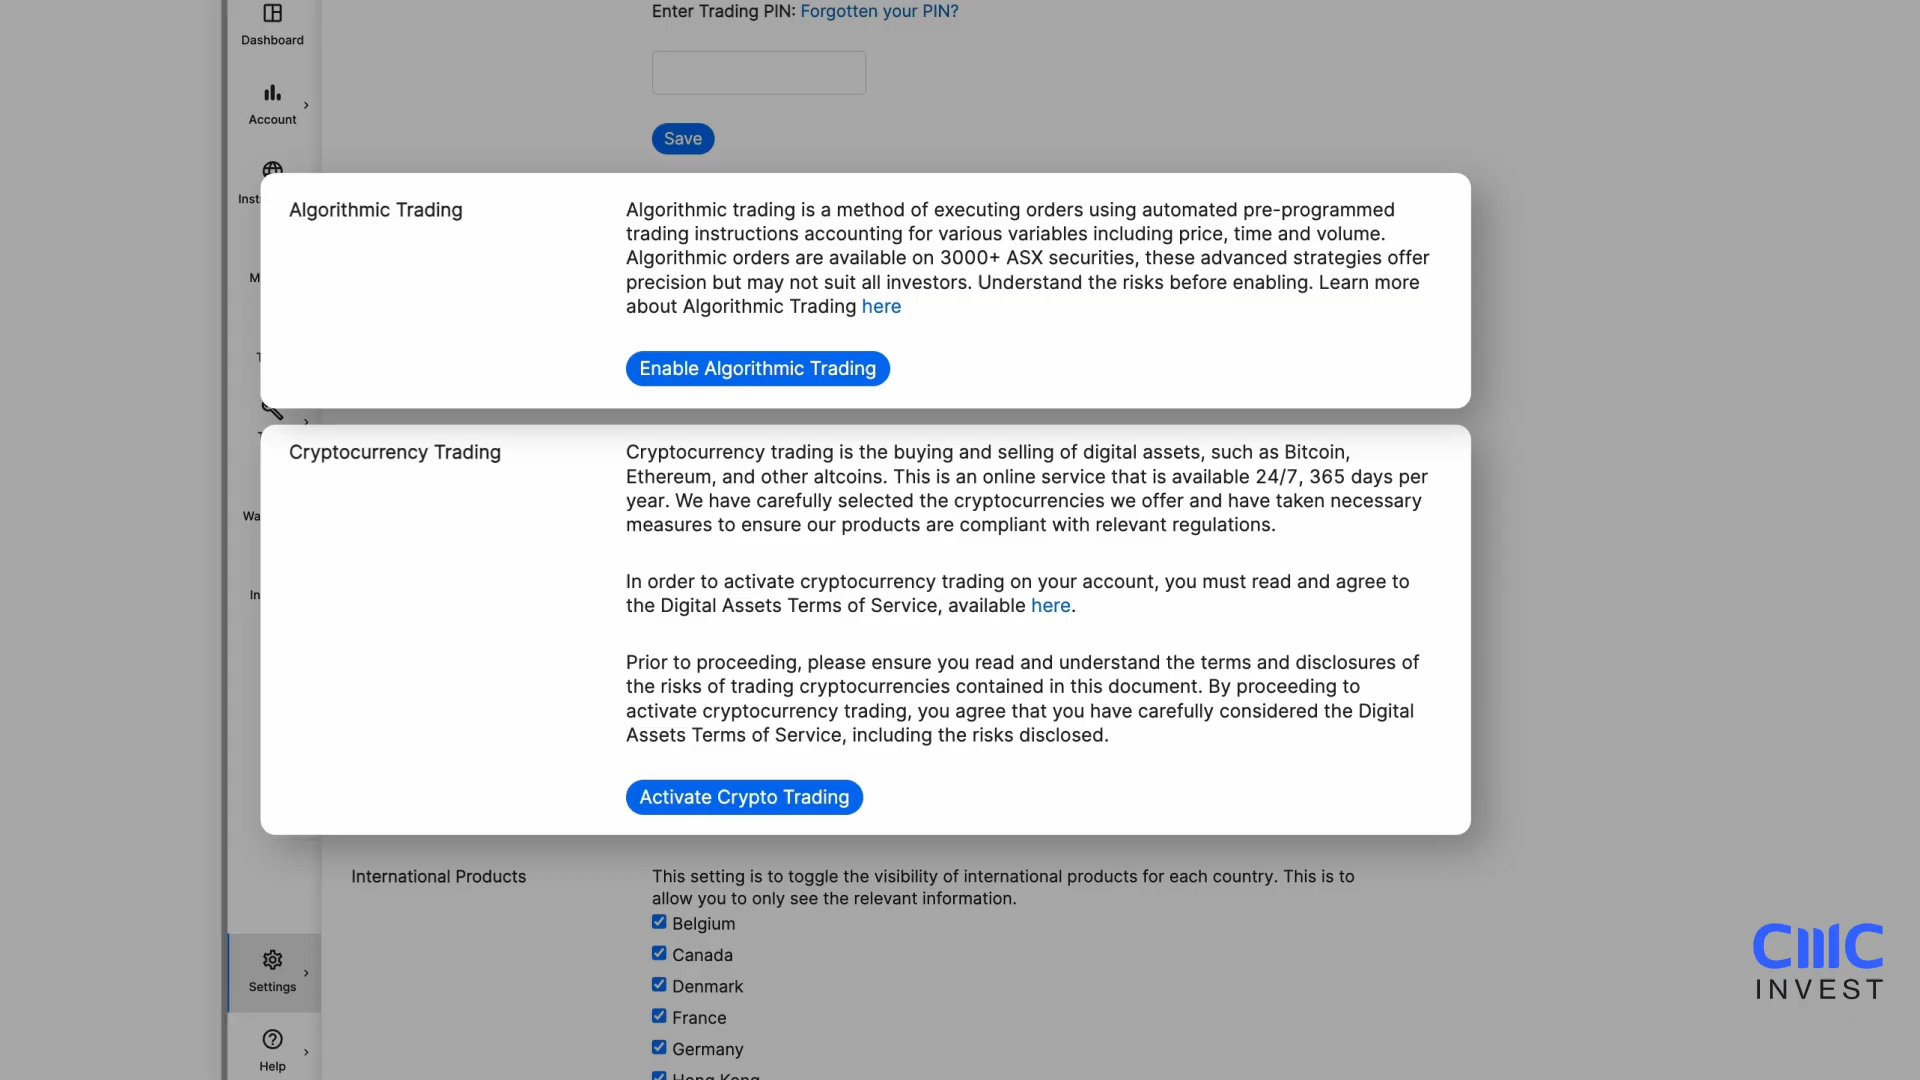 Enter Trading PIN: Forgotten your PIN?
Dashboard
Account
Save
Inst
Algorithmic Trading
Algorithmic trading is a method of executing orders using automated pre-programmed
trading instructions accounting for various variables including price, time and volume.
Algorithmic orders are available on 3000+ ASX securities, these advanced strategies offer
precision but may not suit all investors. Understand the risks before enabling. Learn more
about Algorithmic Trading here
Enable Algorithmic Trading
M
Cryptocurrency Trading
Cryptocurrency trading is the buying and selling of digital assets, such as Bitcoin,
Ethereum, and other altcoins. This is an online service that is available 24/7, 365 days per
year. We have carefully selected the cryptocurrencies we offer and have taken necessary
measures to ensure our products are compliant with relevant regulations.
Wa
In order to activate cryptocurrency trading on your account, you must read and agree to
the Digital Assets Terms of Service, available here.
In
Prior to proceeding, please ensure you read and understand the terms and disclosures of
the risks of trading cryptocurrencies contained in this document. By proceeding to
activate cryptocurrency trading, you agree that you have carefully considered the Digital
Assets Terms of Service, including the risks disclosed.
Activate Crypto Trading
International Products
This setting is to toggle the visibility of international products for each country. This is to
allow you to only see the relevant information.
Belgium
Canada
Denmark
France
Germany
Hong Kong
Settings
Help
CMC
INVEST